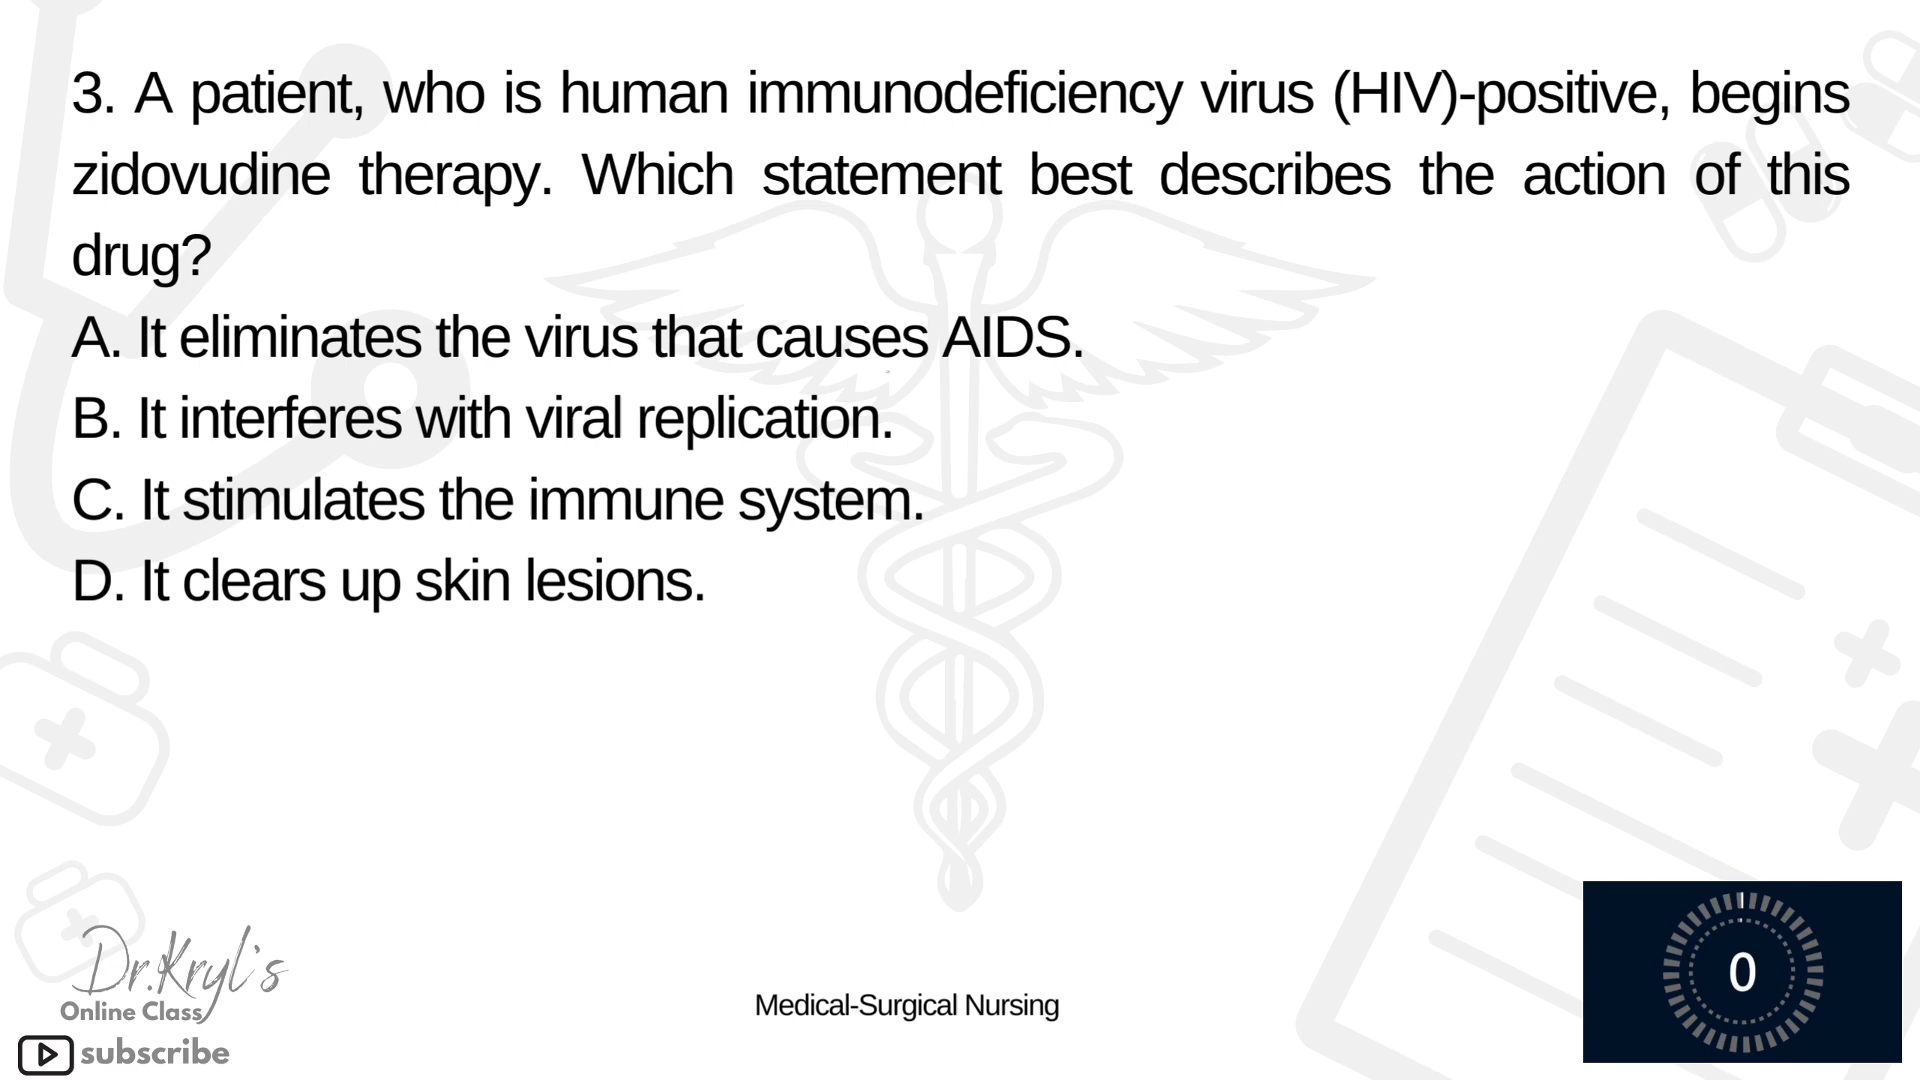 3. A patient, who is human immunodeficiency virus (HIV)-positive, begins
zidovudine therapy. Which statement best describes the action of this
drug?
A. It eliminates the virus that causes AIDS.
B. It interferes with viral replication.
C. It stimulates the immune system.
D. It clears up skin lesions.
Dr.Kryl's
Online Class
subscribe
Medical-Surgical Nursing
0